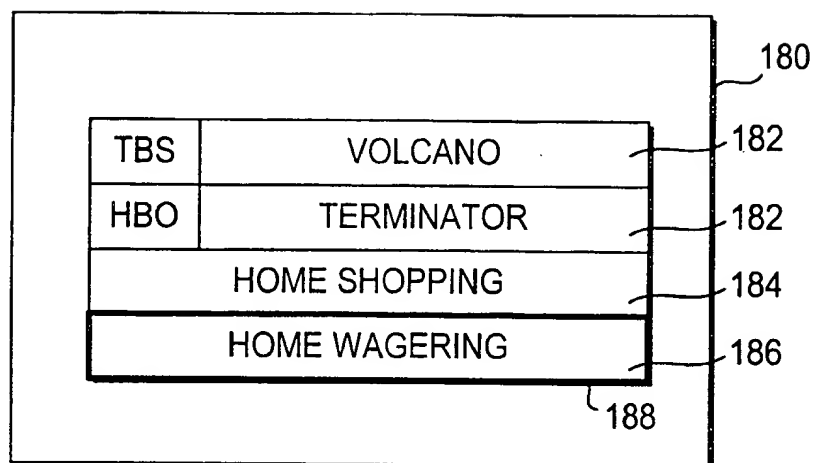 180
TBS VOLCANO 182
HBO TERMINATOR 182
HOME SHOPPING 184
HOME WAGERING 186
188